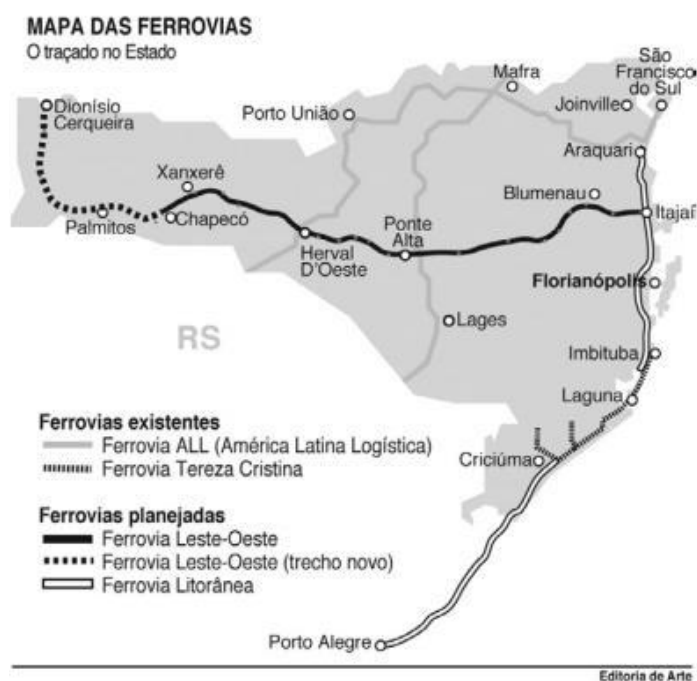 MAPA DAS FERROVIAS
O traçado no Estado
São
Francisco
do Sul
Mafra
Joinville
Dionísio
Cerqueira
Porto União
Araquari
Xanxerê
Blumenau
Itajaí
Palmitos
Chapecó
Ponte
Alta
Herval
D'Oeste
Florianópolis
Lages
RS
Imbituba
Laguna
Ferrovias existentes
Ferrovia ALL (América Latina Logística)
Ferrovia Tereza Cristina
Criciúma
Ferrovias planejadas
Ferrovia Leste-Oeste
Ferrovia Leste-Oeste (trecho novo)
Ferrovia Litorânea
Porto Alegre
Editoria de Arte